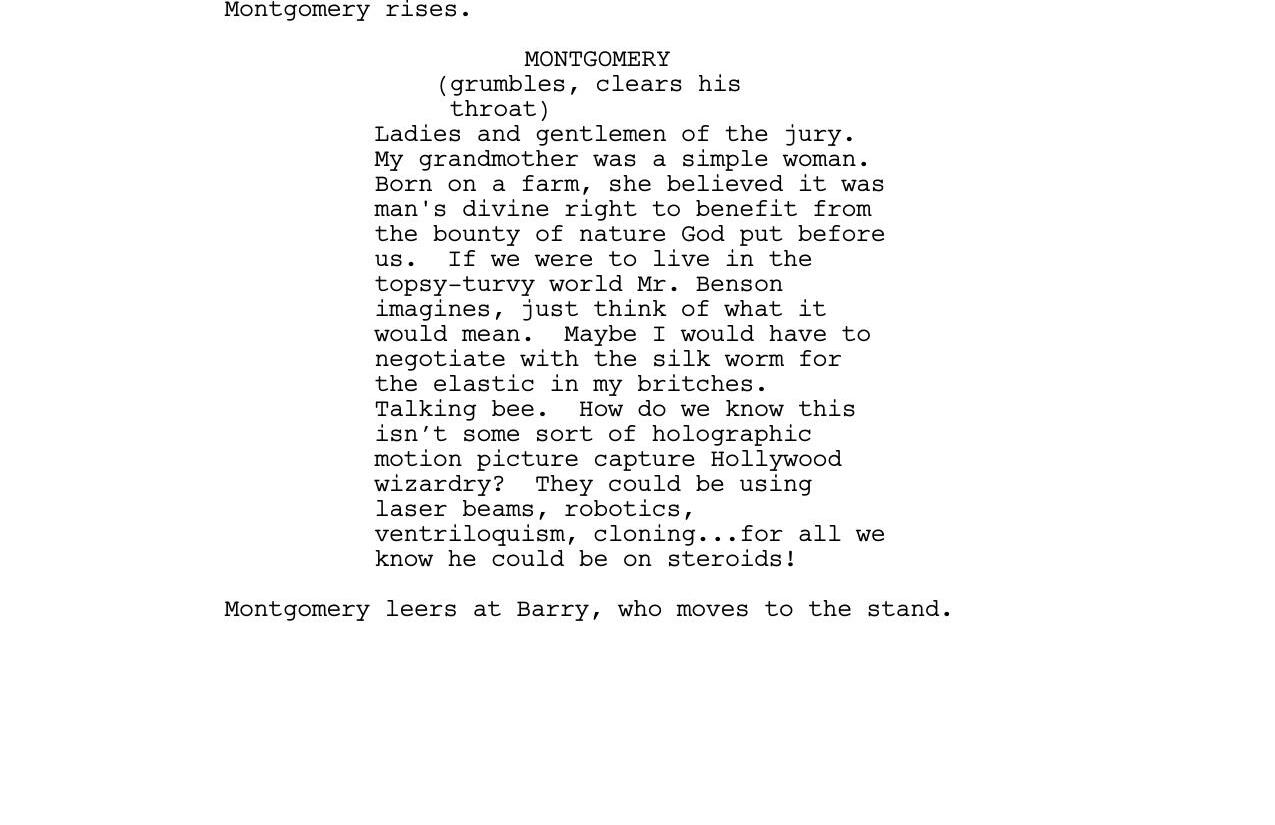 Montgomery rises.
MONTGOMERY
(grumbles, clears his
throat)
Ladies and gentlemen of the jury.
My grandmother was a simple woman.
Born on a farm, she believed it was
man's divine right to benefit from
the bounty of nature God put before
us.  If we were to live in the
topsy-turvy world Mr. Benson
imagines, just think of what it
would mean.  Maybe I would have to
negotiate with the silk worm for
the elastic in my britches.
Talking bee.  How do we know this
isn’t some sort of holographic
motion picture capture Hollywood
wizardry?  They could be using
laser beams, robotics,
ventriloquism, cloning...for all we
know he could be on steroids!
Montgomery leers at Barry, who moves to the stand.